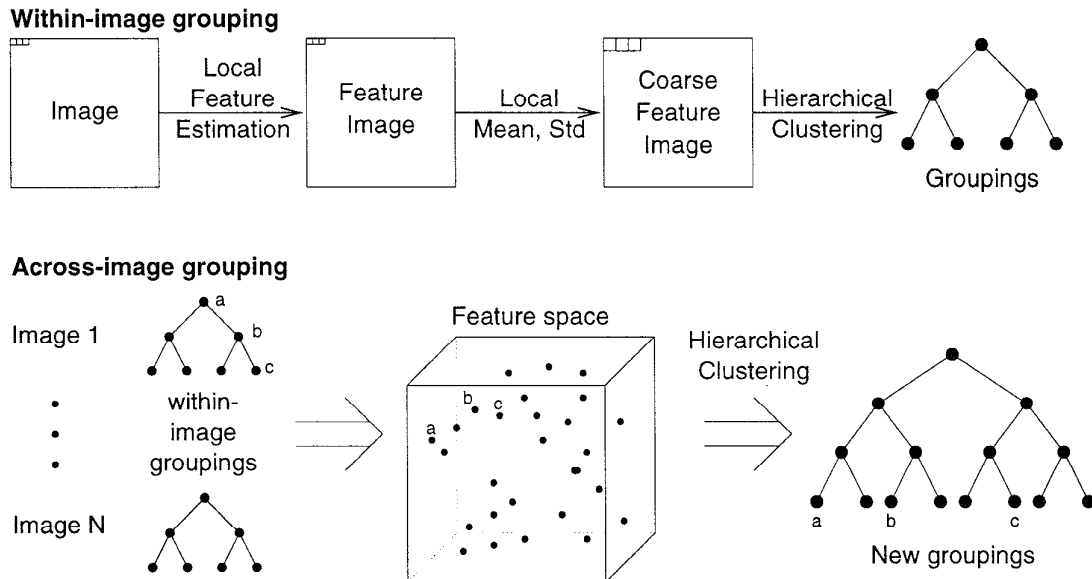 Within-image grouping
Image
Local
Feature
Estimation
Feature
Image
Local
Mean, Std
Coarse
Feature
Image
Hierarchical
Clustering
Groupings
Across-image grouping
Image 1
a
b
c
within-
image
groupings
Image N
Feature space
a
b
c
Hierarchical
Clustering
a
b
c
New groupings